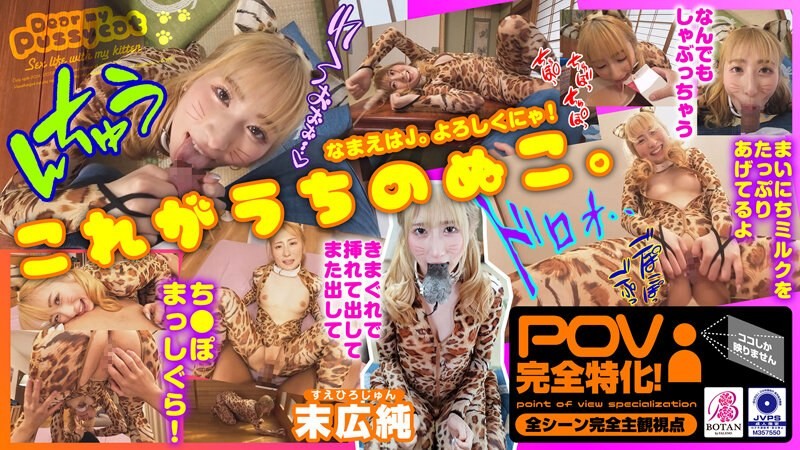 Dear my
Pussycat
Sex life with my kitten
んちゅう
なまえはJ。よろしくにゃ!
これがうちのぬこ。
なんでも
しゃぶっちゃう
まいにちミルクを
たっぷり
あげてるよ
ドロォ..
きまぐれで
挿れて出して
また出して
ち●ぽ
まっしぐら!
すえひろじゅん
末広純
POV
完全特化!
point of view specialization
全シーン完全主観視点
ココしか
映りません
BOTAN
JVPS
M357550